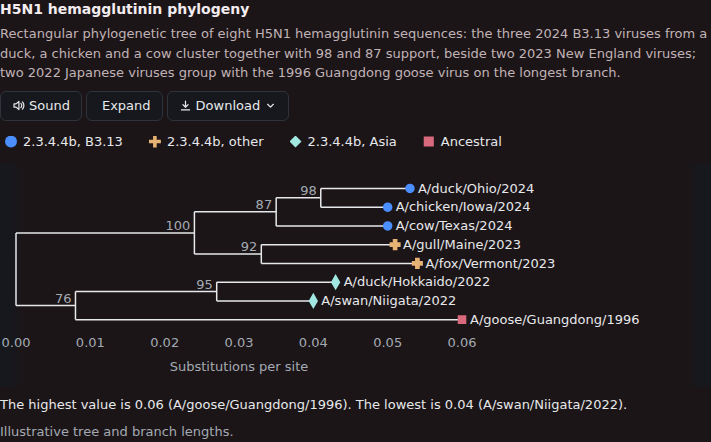 H5N1 hemagglutinin phylogeny
Rectangular phylogenetic tree of eight H5N1 hemagglutinin sequences: the three 2024 B3.13 viruses from a
duck, a chicken and a cow cluster together with 98 and 87 support, beside two 2023 New England viruses;
two 2022 Japanese viruses group with the 1996 Guangdong goose virus on the longest branch.
Sound Expand Download
2.3.4.4b, B3.13 2.3.4.4b, other 2.3.4.4b, Asia Ancestral
98 A/duck/Ohio/2024
87 A/chicken/Iowa/2024
100 A/cow/Texas/2024
92 A/gull/Maine/2023
A/fox/Vermont/2023
95 A/duck/Hokkaido/2022
76 A/swan/Niigata/2022
A/goose/Guangdong/1996
0.00 0.01 0.02 0.03 0.04 0.05 0.06
Substitutions per site
The highest value is 0.06 (A/goose/Guangdong/1996). The lowest is 0.04 (A/swan/Niigata/2022).
Illustrative tree and branch lengths.